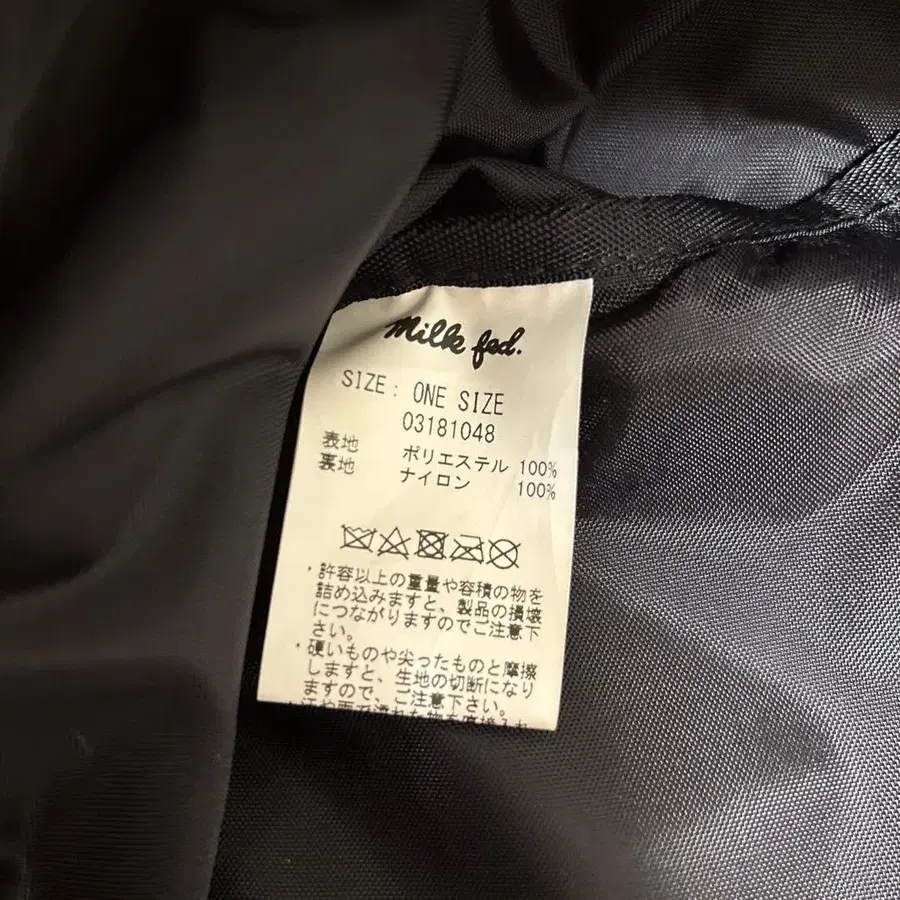 Milk fed.
SIZE: ONE SIZE
03181048
表地 ポリエステル 100%
裏地 ナイロン 100%
・許容以上の重量や容積の物を
詰め込みますと、製品の損壊
につながりますのでご注意下
さい。
・硬いものや尖ったものと摩擦
しますと、生地の切断になり
ますので、ご注意下さい。